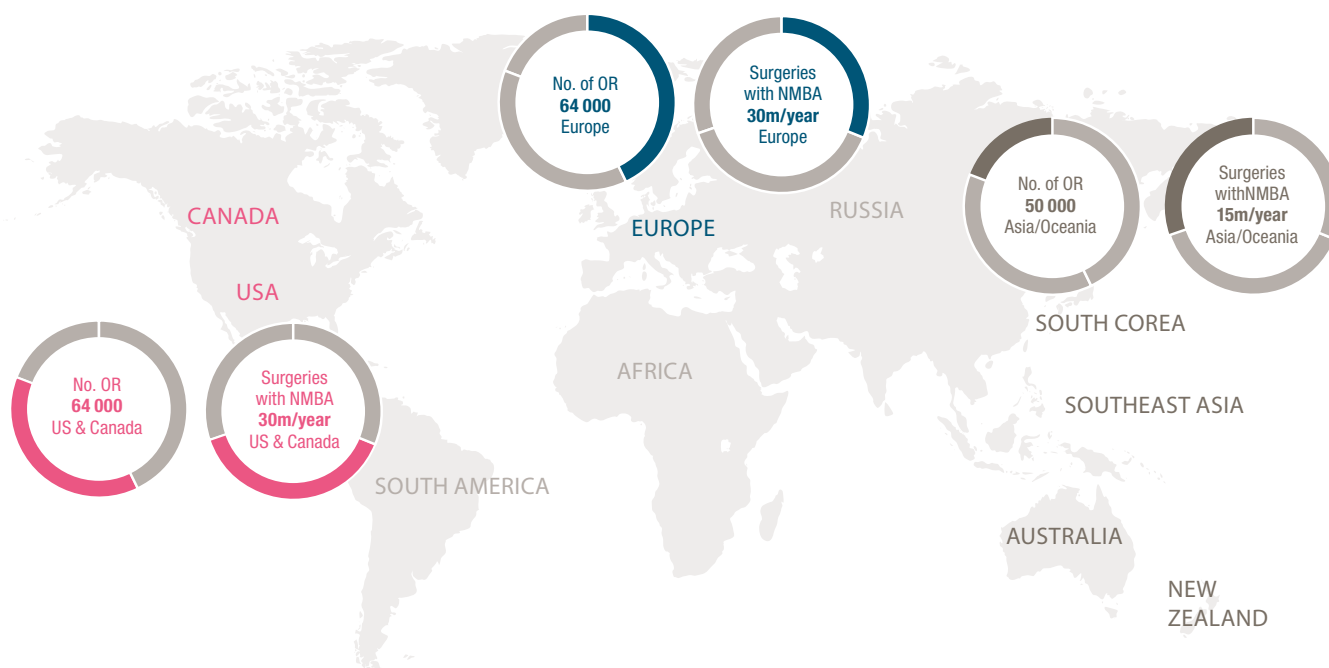 No. of OR
64 000
Europe
Surgeries
with NMBA
30m/year
Europe
No. of OR
50 000
Asia/Oceania
Surgeries
withNMBA
15m/year
Asia/Oceania
CANADA
EUROPE
RUSSIA
USA
SOUTH COREA
No. OR
64 000
US & Canada
Surgeries
with NMBA
30m/year
US & Canada
AFRICA
SOUTHEAST ASIA
SOUTH AMERICA
AUSTRALIA
NEW
ZEALAND